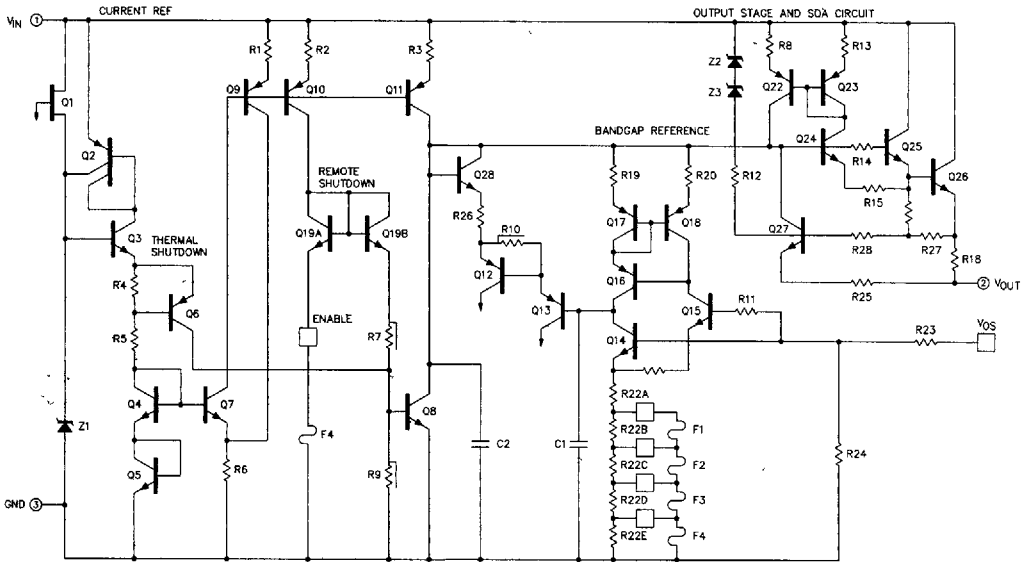 CURRENT REF
OUTPUT STAGE AND SOA CIRCUIT
VIN 1
R1
R2
R3
R8
R13
Z2
Z3
Q1
Q9
Q10
Q11
Q22
Q23
Q2
BANDGAP REFERENCE
Q24
Q25
R14
Q28
R19
R20
R12
Q26
REMOTE
SHUTDOWN
R15
Q3
THERMAL
SHUTDOWN
Q19A
Q19B
R26
R10
Q17
Q18
Q27
R28
R27
R18
R4
Q12
Q16
2 VOUT
R25
Q6
ENABLE
Q13
Q15
R11
R5
R7
Q14
R23
VOS
Q4
Q7
Q8
R22A
Z1
F4
C2
C1
R22B
F1
R24
Q5
R6
R9
R22C
F2
GND 3
R22D
F3
R22E
F4